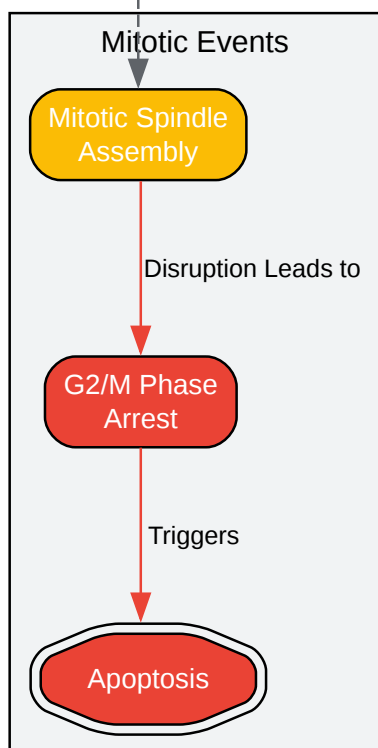 Mitotic Events
Mitotic Spindle
Assembly
Disruption Leads to
G2/M Phase
Arrest
Triggers
Apoptosis